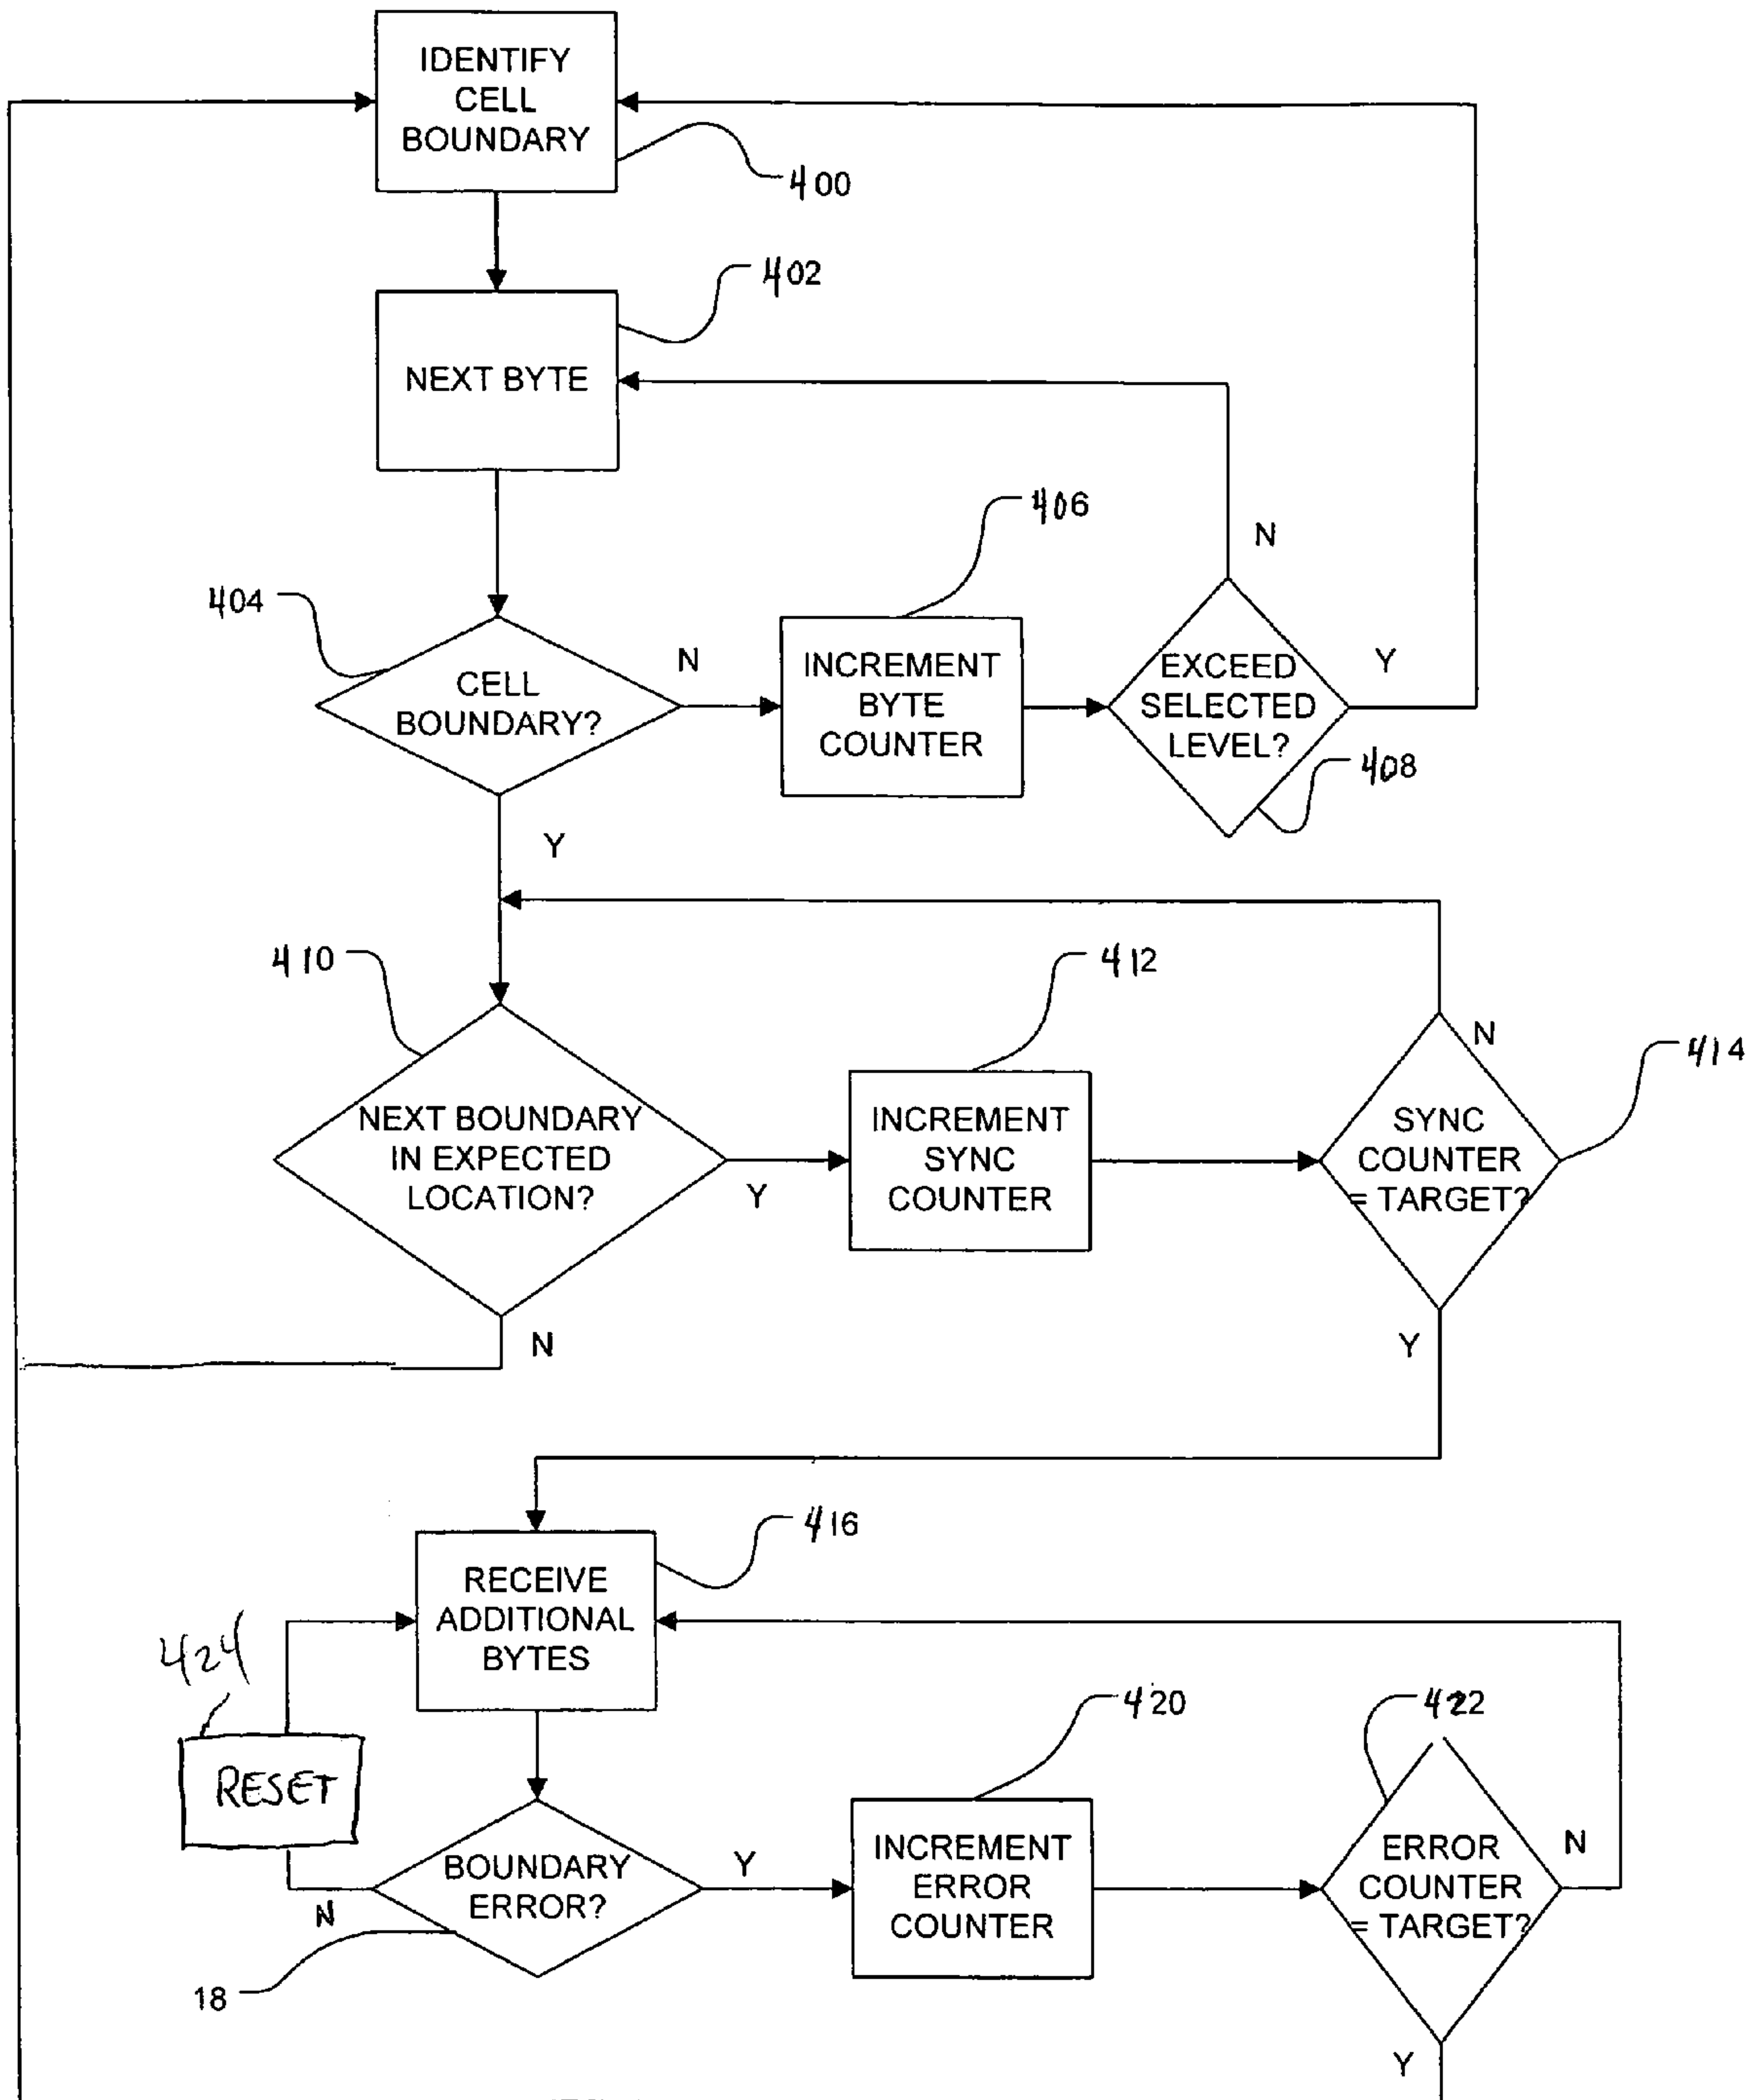 IDENTIFY
CELL
BOUNDARY
400
402
NEXT BYTE
406
N
404
N
CELL
BOUNDARY?
INCREMENT
BYTE
COUNTER
EXCEED
SELECTED
LEVEL?
Y
408
Y
410
412
N
414
NEXT BOUNDARY
IN EXPECTED
LOCATION?
Y
INCREMENT
SYNC
COUNTER
SYNC
COUNTER
= TARGET?
N
Y
416
RECEIVE
ADDITIONAL
BYTES
424
420
422
RESET
BOUNDARY
ERROR?
Y
N
INCREMENT
ERROR
COUNTER
ERROR
COUNTER
= TARGET?
N
18
Y